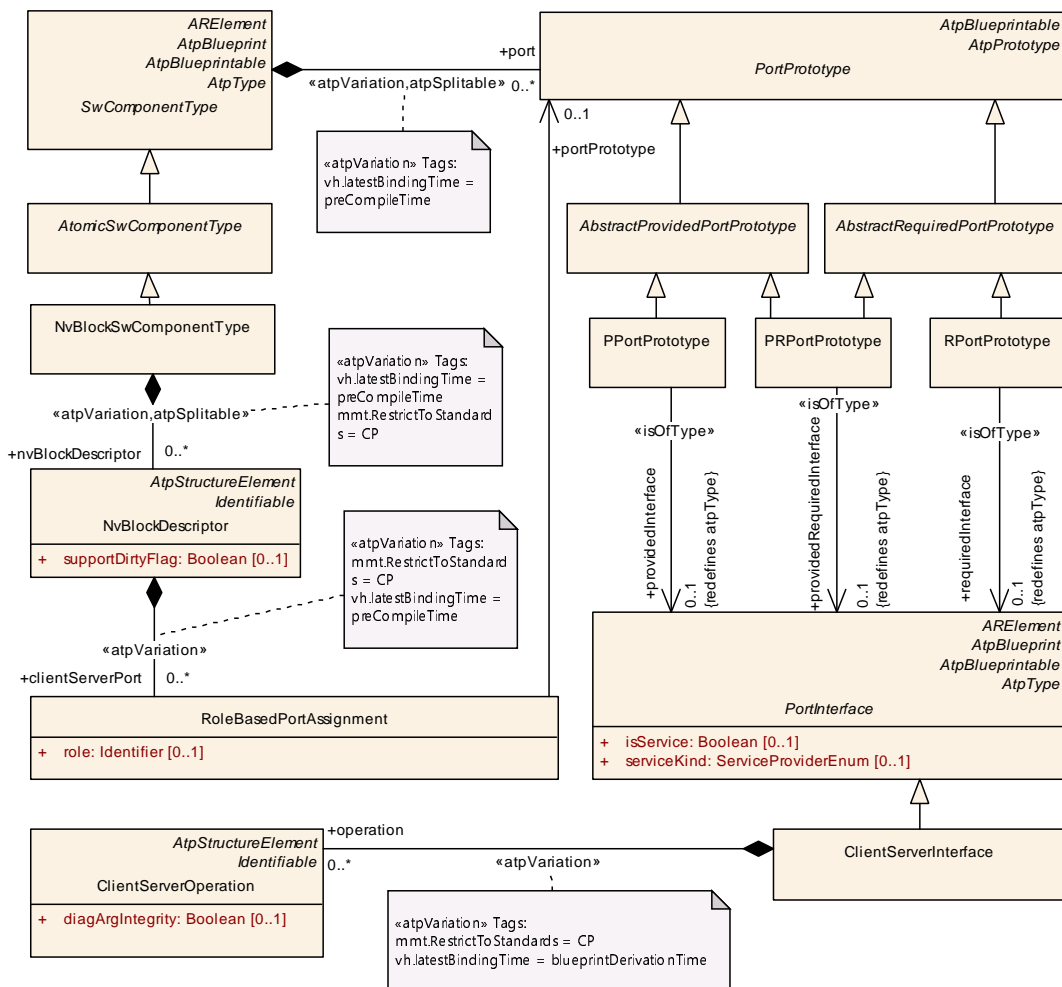 ARElement
AtpBlueprint
AtpBlueprintable
AtpType
SwComponentType
+port
«atpVariation,atpSplitable»
0..*
AtpBlueprintable
AtpPrototype
PortPrototype
0..1
+portPrototype
«atpVariation» Tags:
vh.latestBindingTime =
preCompileTime
AtomicSwComponentType
AbstractProvidedPortPrototype
AbstractRequiredPortPrototype
NvBlockSwComponentType
PPortPrototype
PRPortPrototype
RPortPrototype
«atpVariation» Tags:
vh.latestBindingTime =
preCompileTime
mmt.RestrictToStandard
s = CP
«atpVariation,atpSplitable»
+nvBlockDescriptor
0..*
«isOfType»
«isOfType»
«isOfType»
+providedInterface
0..1
{redefines atpType}
+providedRequiredInterface
0..1
{redefines atpType}
+requiredInterface
0..1
{redefines atpType}
AtpStructureElement
Identifiable
NvBlockDescriptor
+ supportDirtyFlag: Boolean [0..1]
«atpVariation» Tags:
mmt.RestrictToStandard
s = CP
vh.latestBindingTime =
preCompileTime
«atpVariation»
+clientServerPort
0..*
RoleBasedPortAssignment
+ role: Identifier [0..1]
ARElement
AtpBlueprint
AtpBlueprintable
AtpType
PortInterface
+ isService: Boolean [0..1]
+ serviceKind: ServiceProviderEnum [0..1]
AtpStructureElement
Identifiable
ClientServerOperation
+ diagArgIntegrity: Boolean [0..1]
+operation
0..*
«atpVariation»
ClientServerInterface
«atpVariation» Tags:
mmt.RestrictToStandards = CP
vh.latestBindingTime = blueprintDerivationTime